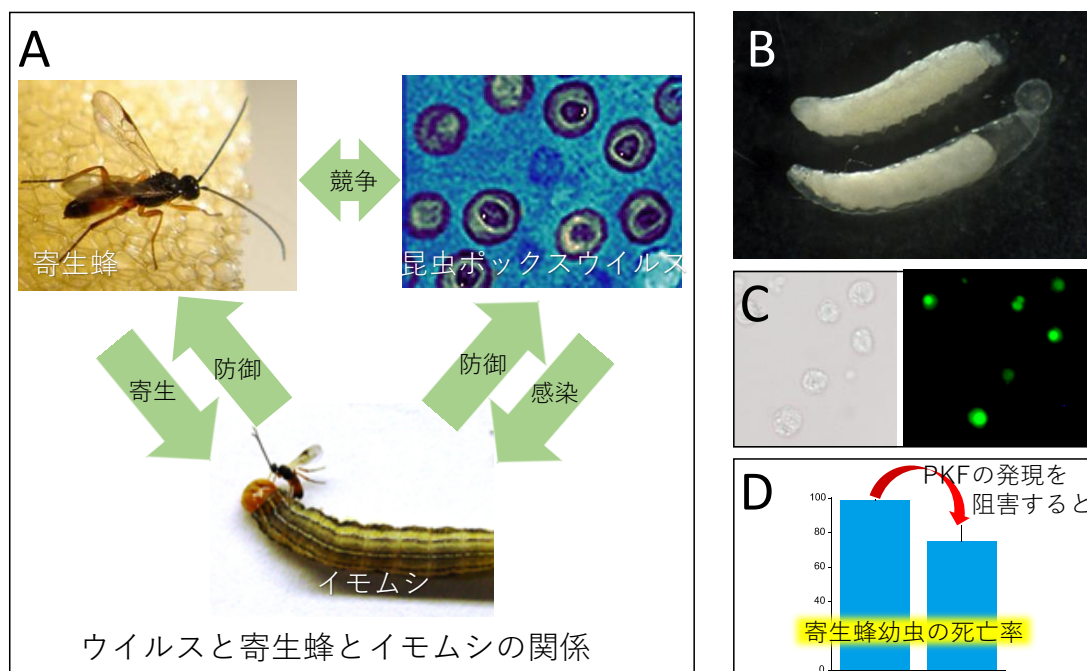 A
寄生蜂
競争
昆虫ポックスウイルス
寄生
防御
防御
感染
イモムシ
ウイルスと寄生蜂とイモムシの関係
B
C
D
PKFの発現を
阻害すると
100
80
60
40
0
寄生蜂幼虫の死亡率